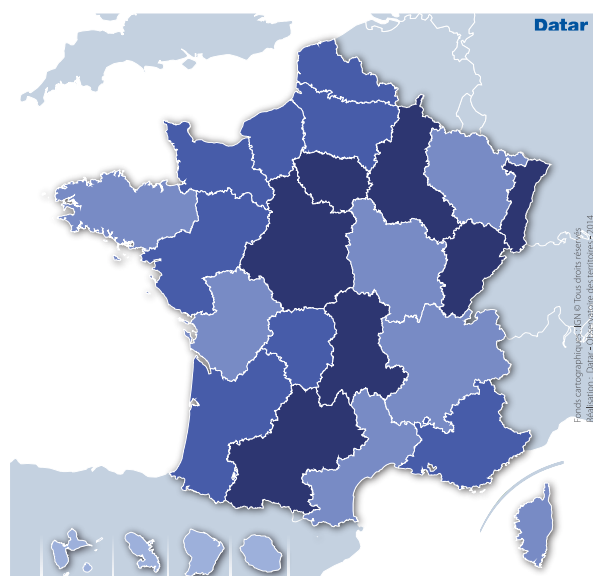 Datar
Fonds cartographiques : IGN © Tous droits réservés
Réalisation : Datar - Observatoire des territoires - 2014